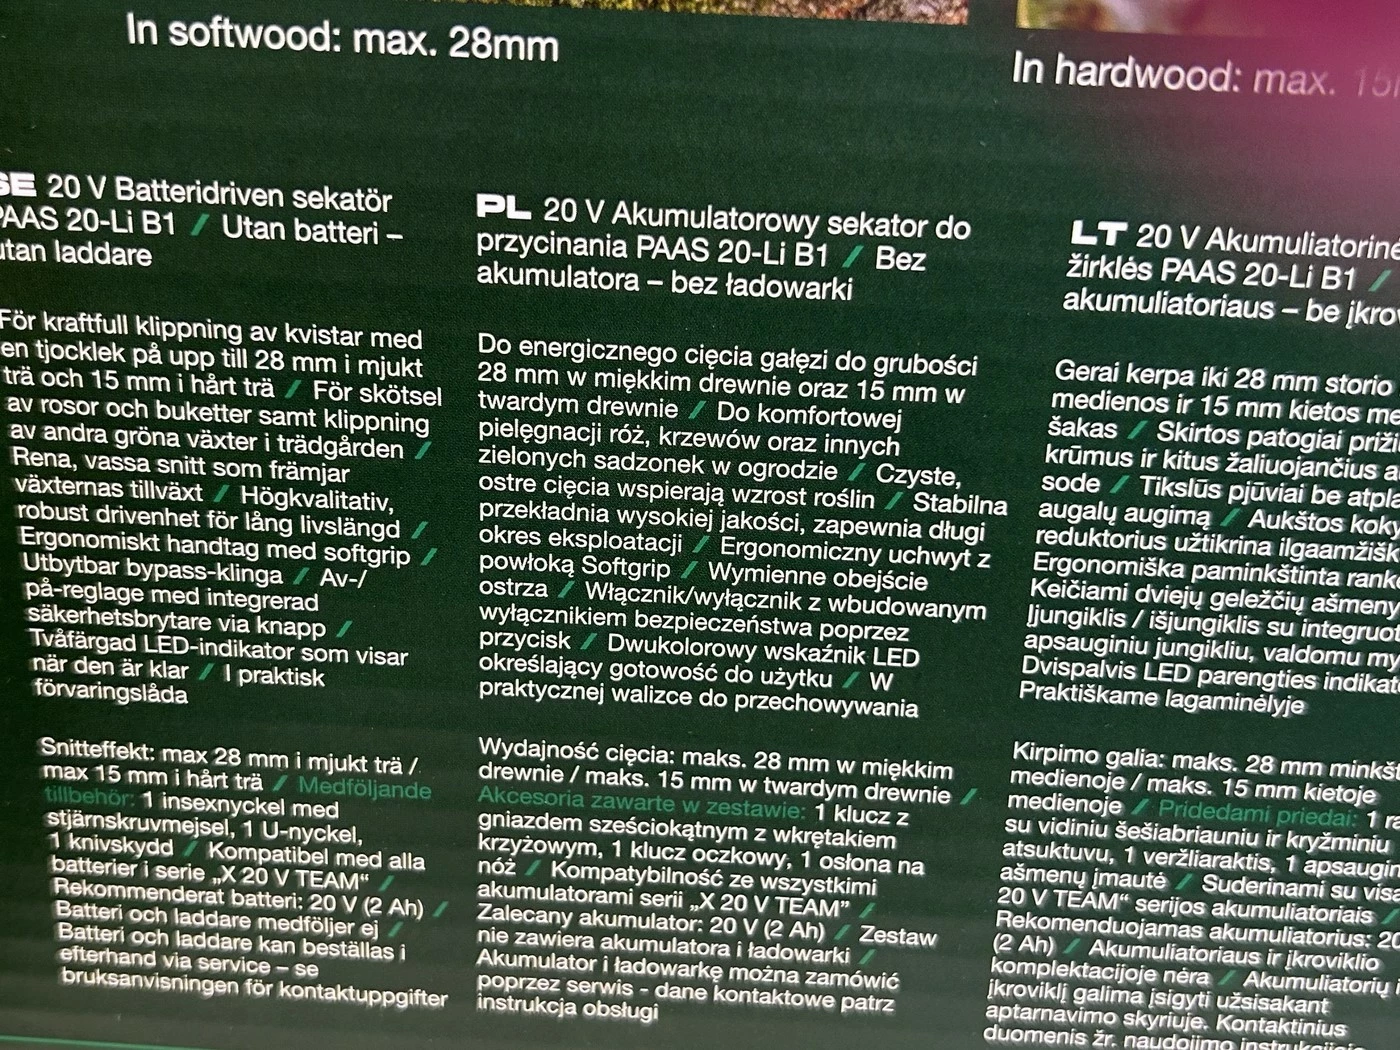 In softwood: max. 28mm
In hardwood: max.
SE 20 V Batteridriven sekatör
PAAS 20-Li B1 / Utan batteri –
utan laddare
För kraftfull klippning av kvistar med
en tjocklek på upp till 28 mm i mjukt
trä och 15 mm i hårt trä / För skötsel
av rosor och buketter samt klippning
av andra gröna växter i trädgården /
Rena, vassa snitt som främjar
växternas tillväxt / Högkvalitativ,
robust drivenhet för lång livslängd /
Ergonomiskt handtag med softgrip /
Utbytbar bypass-klinga / Av-/
på-reglage med integrerad
säkerhetsbrytare via knapp /
Tvåfärgad LED-indikator som visar
när den är klar / I praktisk
förvaringslåda
Snitteffekt: max 28 mm i mjukt trä /
max 15 mm i hårt trä / Medföljande
tillbehör: 1 insexnyckel med
stjärnskruvmejsel, 1 U-nyckel,
1 knivskydd / Kompatibel med alla
batterier i serie „X 20 V TEAM“ /
Rekommenderat batteri: 20 V (2 Ah) /
Batteri och laddare medföljer ej /
Batteri och laddare kan beställas i
efterhand via service – se
bruksanvisningen för kontaktuppgifter
PL 20 V Akumulatorowy sekator do
przycinania PAAS 20-Li B1 / Bez
akumulatora – bez ładowarki
Do energicznego cięcia gałęzi do grubości
28 mm w miękkim drewnie oraz 15 mm w
twardym drewnie / Do komfortowej
pielęgnacji róż, krzewów oraz innych
zielonych sadzonek w ogrodzie / Czyste,
ostre cięcia wspierają wzrost roślin / Stabilna
przekładnia wysokiej jakości, zapewnia długi
okres eksploatacji / Ergonomiczny uchwyt z
powłoką Softgrip / Wymienne obejście
ostrza / Włącznik/wyłącznik z wbudowanym
wyłącznikiem bezpieczeństwa poprzez
przycisk / Dwukolorowy wskaźnik LED
określający gotowość do użytku / W
praktycznej walizce do przechowywania
Wydajność cięcia: maks. 28 mm w miękkim
drewnie / maks. 15 mm w twardym drewnie /
Akcesoria zawarte w zestawie: 1 klucz z
gniazdem sześciokątnym z wkrętakiem
krzyżowym, 1 klucz oczkowy, 1 osłona na
nóż / Kompatybilność ze wszystkimi
akumulatorami serii „X 20 V TEAM” /
Zalecany akumulator: 20 V (2 Ah) / Zestaw
nie zawiera akumulatora i ładowarki /
Akumulator i ładowarkę można zamówić
poprzez serwis - dane kontaktowe patrz
instrukcja obsługi
LT 20 V Akumuliatorinė
žirklės PAAS 20-Li B1 /
akumuliatoriaus – be
Gerai kerpa iki 28 mm storio
medienos ir 15 mm kietos
šakas / Skirtos patogiai
krūmus ir kitus žaliuojančius
sode / Tikslūs pjūviai be
augalų augimą / Aukštos
reduktorius užtikrina
Ergonomiška paminkštinta
Keičiami dviejų geležčių
Įjungiklis / išjungiklis su
apsauginiu jungikliu, valdomu
Dvispalvis LED parengties
Praktiškame lagaminėlyje
Kirpimo galia: maks. 28 mm
medienoje / maks. 15 mm kietoje
medienoje / Pridedami priedai: 1
su vidiniu šešiabriauniu ir kryžminiu
atsuktuvu, 1 veržliaraktis, 1
ašmenų įmautė / Suderinami su
20 V TEAM“ serijos akumuliatoriais /
Rekomenduojamas akumuliatorius:
(2 Ah) / Akumuliatoriaus ir įkroviklio
komplektacijoje nėra / Akumuliatorių
įkroviklį galima įsigyti užsisakant
aptarnavimo skyriuje. Kontaktinius
duomenis žr. naudojimo